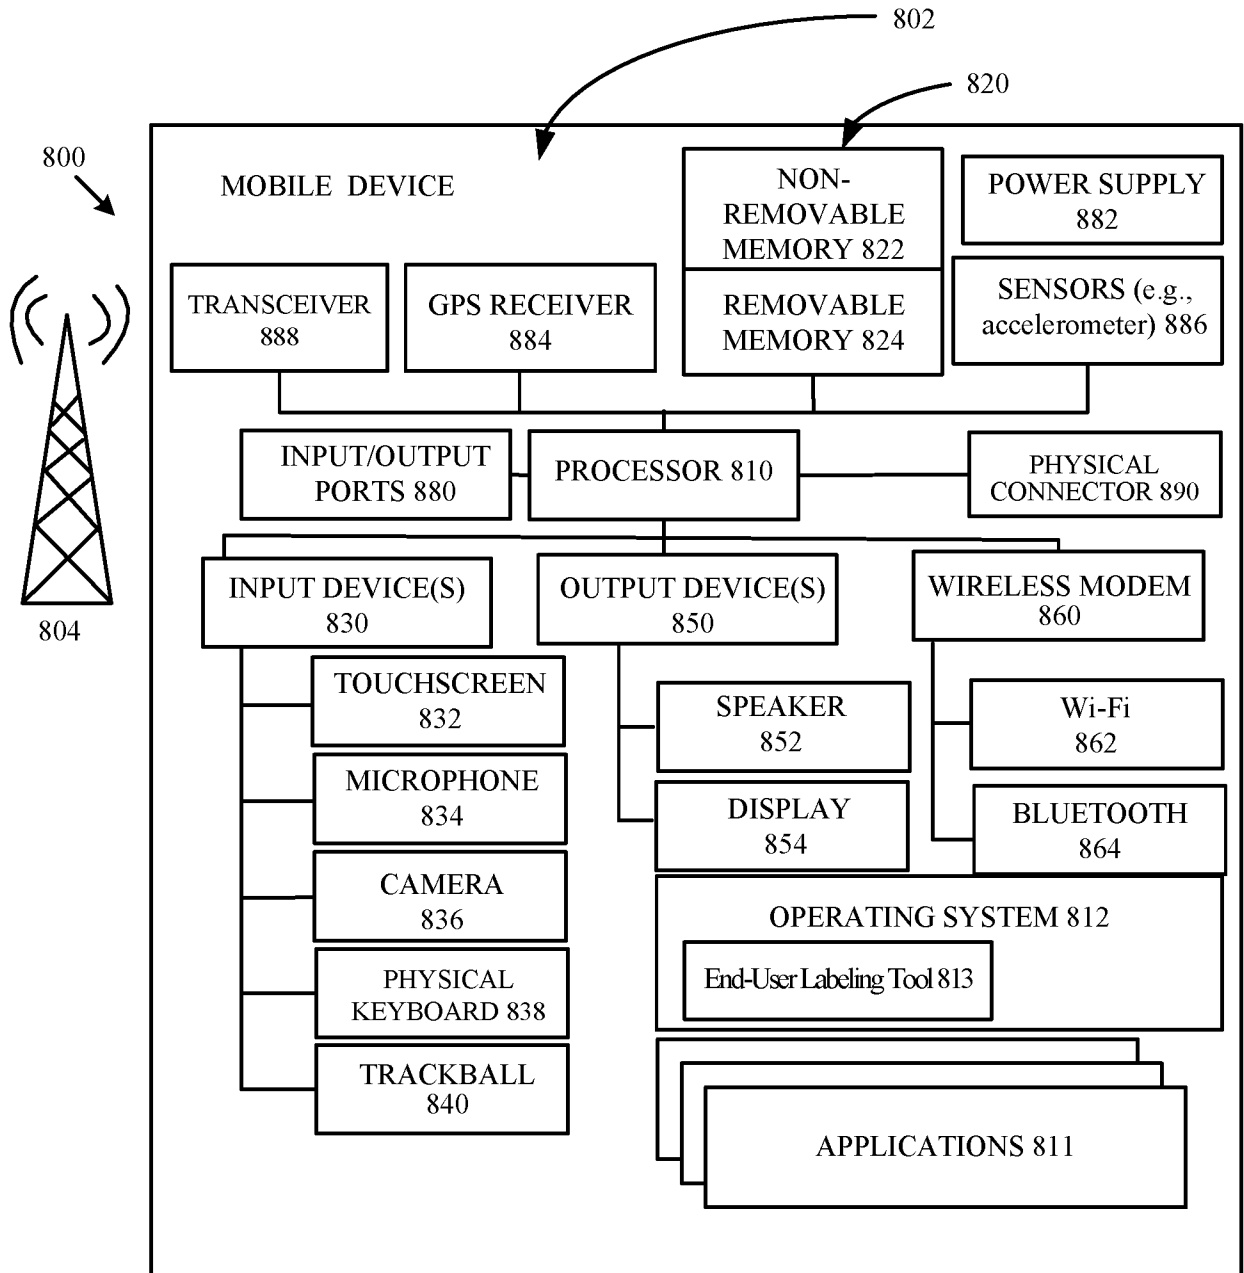 802
820
800
MOBILE DEVICE
NON-
REMOVABLE
MEMORY 822
POWER SUPPLY
882
TRANSCEIVER
888
GPS RECEIVER
884
REMOVABLE
MEMORY 824
SENSORS (e.g.,
accelerometer) 886
INPUT/OUTPUT
PORTS 880
PROCESSOR 810
PHYSICAL
CONNECTOR 890
804
INPUT DEVICE(S)
830
OUTPUT DEVICE(S)
850
WIRELESS MODEM
860
TOUCHSCREEN
832
SPEAKER
852
Wi-Fi
862
MICROPHONE
834
DISPLAY
854
BLUETOOTH
864
CAMERA
836
OPERATING SYSTEM 812
End-User Labeling Tool 813
PHYSICAL
KEYBOARD 838
TRACKBALL
840
APPLICATIONS 811